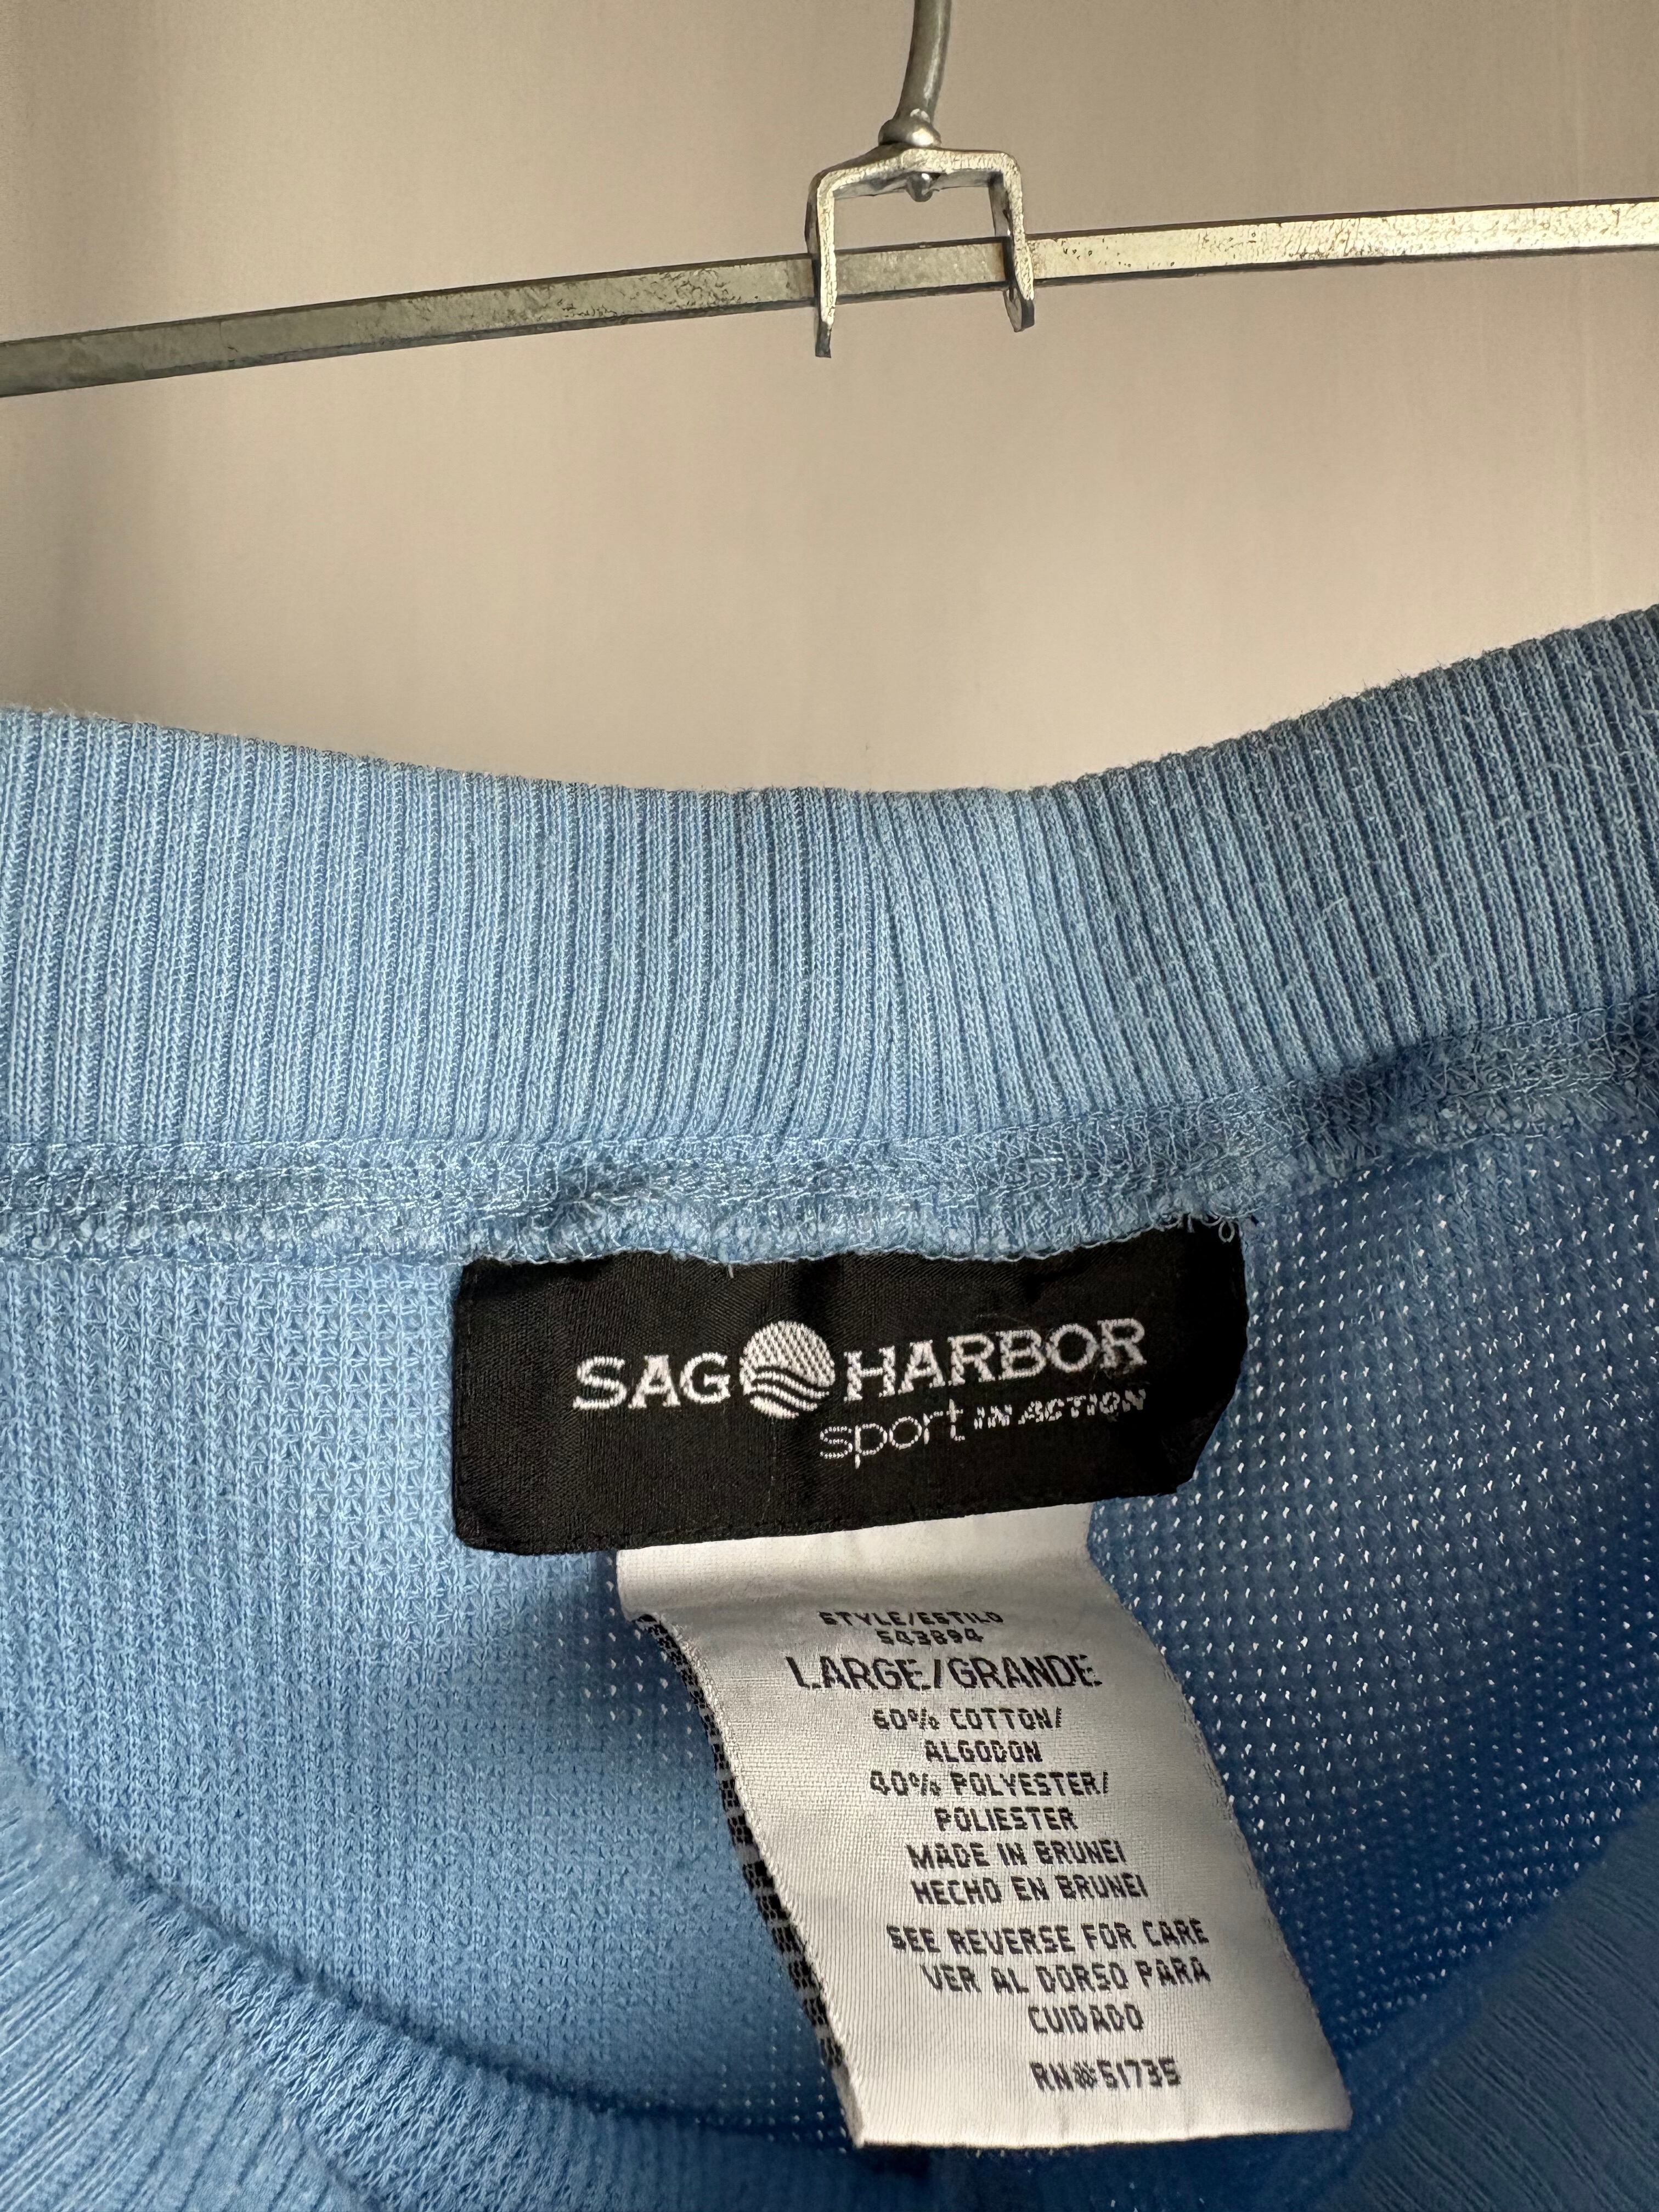 SAG HARBOR
sport IN ACTION
STYLE/ESTILO
543894
LARGE/GRANDE
60% COTTON/
ALGODON
40% POLYESTER/
POLIESTER
MADE IN BRUNEI
HECHO EN BRUNEI
SEE REVERSE FOR CARE
VER AL DORSO PARA
CUIDADO
RN#51735